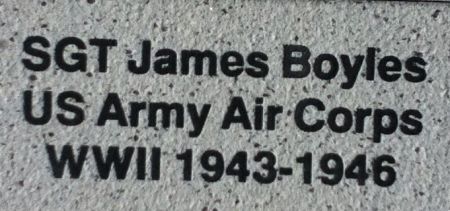 SGT James Boyles
US Army Air Corps
WWII 1943-1946